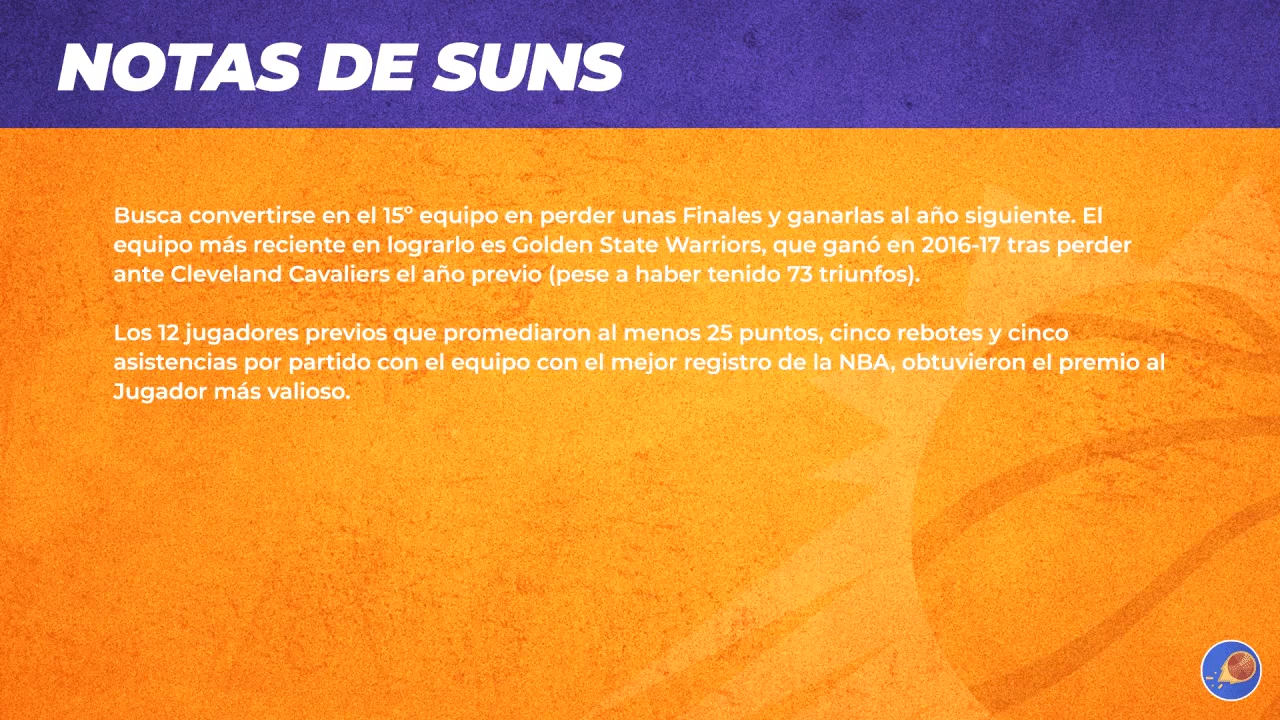 NOTAS DE SUNS
Busca convertirse en el 15º equipo en perder unas Finales y ganarlas al año siguiente. El
equipo más reciente en lograrlo es Golden State Warriors, que ganó en 2016-17 tras perder
ante Cleveland Cavaliers el año previo (pese a haber tenido 73 triunfos).
Los 12 jugadores previos que promediaron al menos 25 puntos, cinco rebotes y cinco
asistencias por partido con el equipo con el mejor registro de la NBA, obtuvieron el premio al
Jugador más valioso.